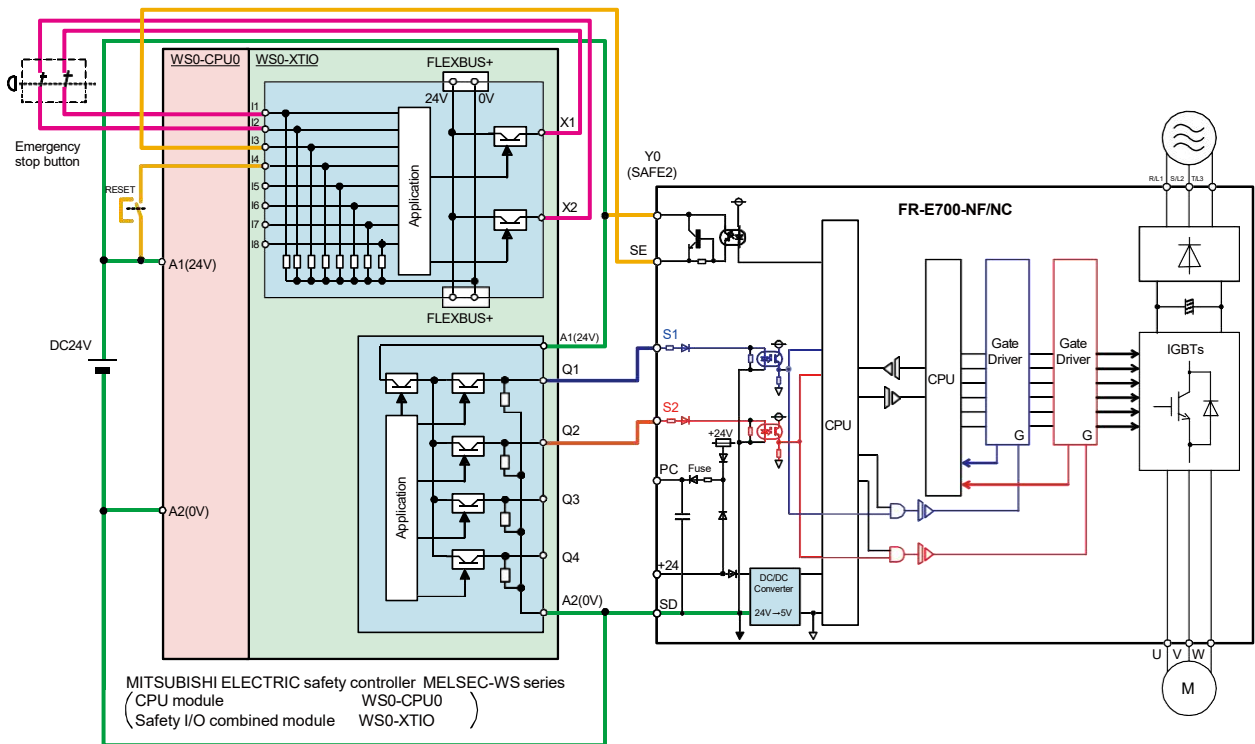 WS0-CPU0
WS0-XTIO
FLEXBUS+
24V
0V
I1
I2
I3
I4
I5
I6
I7
I8
X1
X2
Application
FLEXBUS+
Emergency
stop button
RESET
A1(24V)
DC24V
A2(0V)
A1(24V)
Q1
Q2
Q3
Q4
A2(0V)
Application
Y0
(SAFE2)
SE
S1
S2
+24V
PC
Fuse
+24
SD
DC/DC
Converter
24V→5V
CPU
FR-E700-NF/NC
CPU
Gate
Driver
G
Gate
Driver
G
R/L1
S/L2
T/L3
IGBTs
U
V
W
M
MITSUBISHI ELECTRIC safety controller MELSEC-WS series
(CPU module WS0-CPU0
Safety I/O combined module WS0-XTIO)